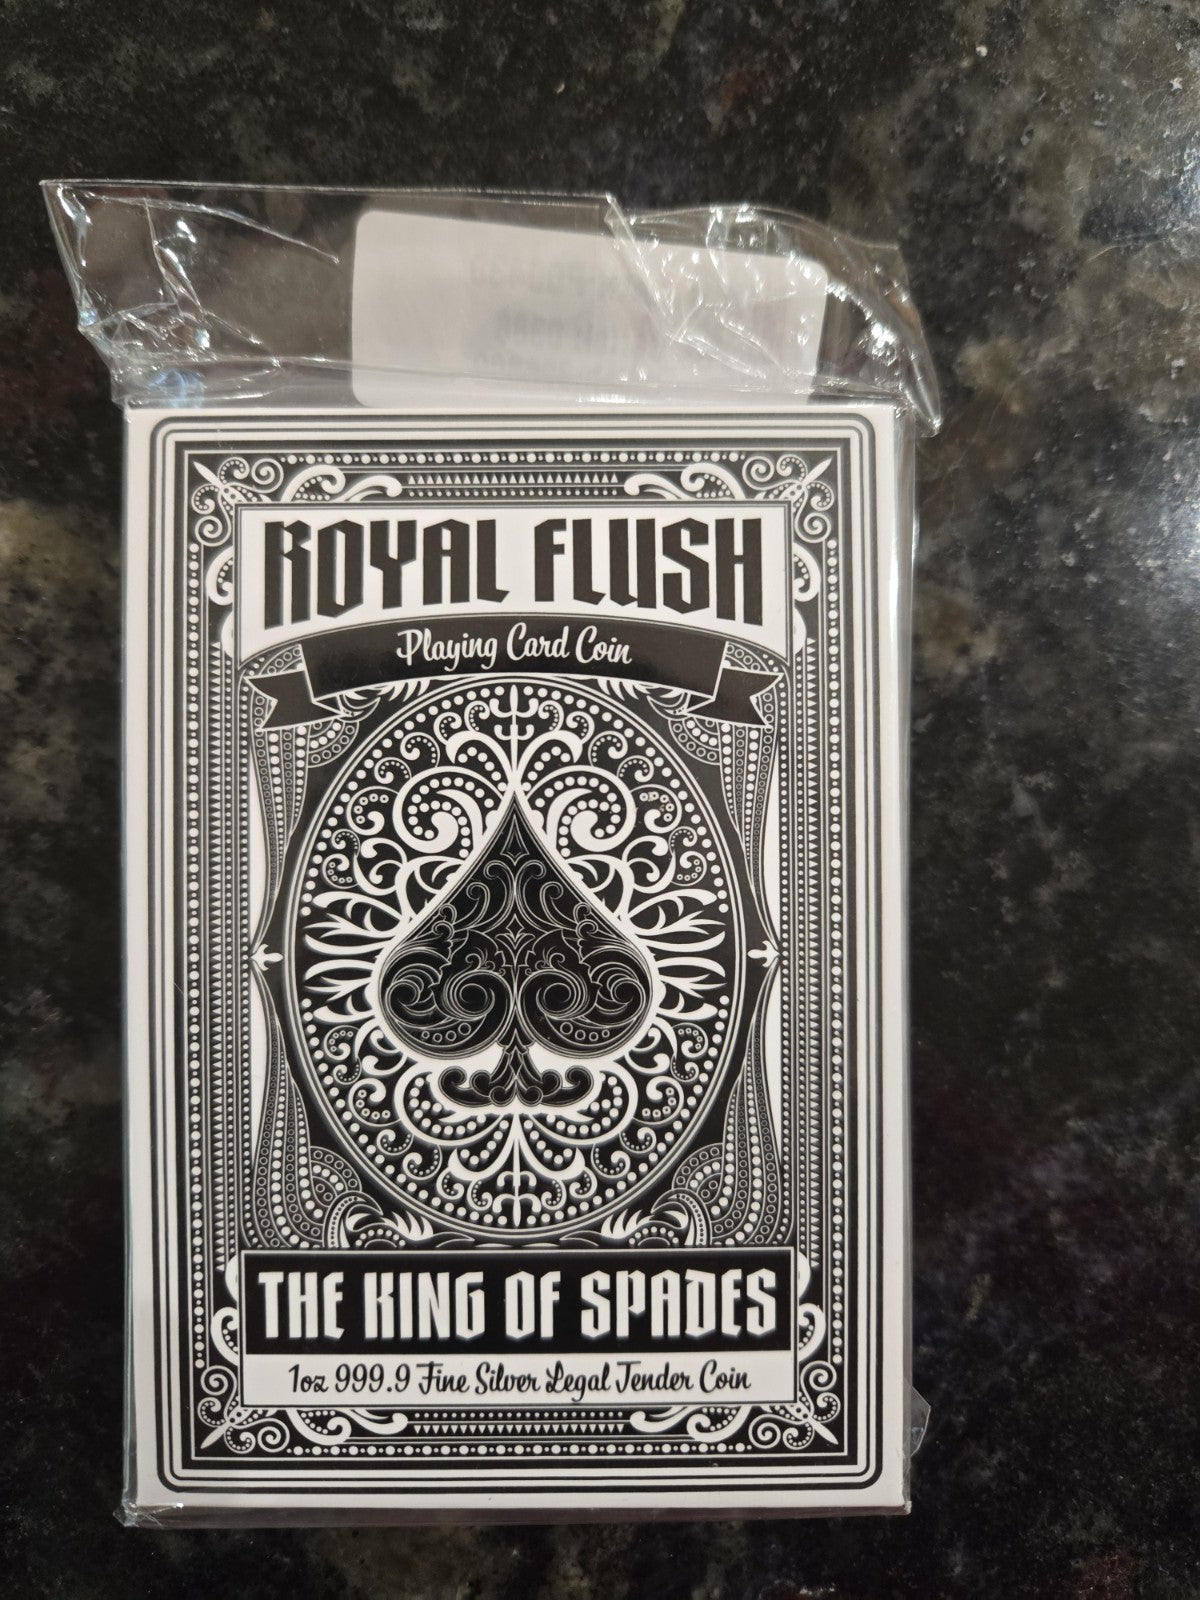 ROYAL FLUSH
Playing Card Coin
THE KING OF SPADES
1oz 999.9 Fine Silver Legal Tender Coin